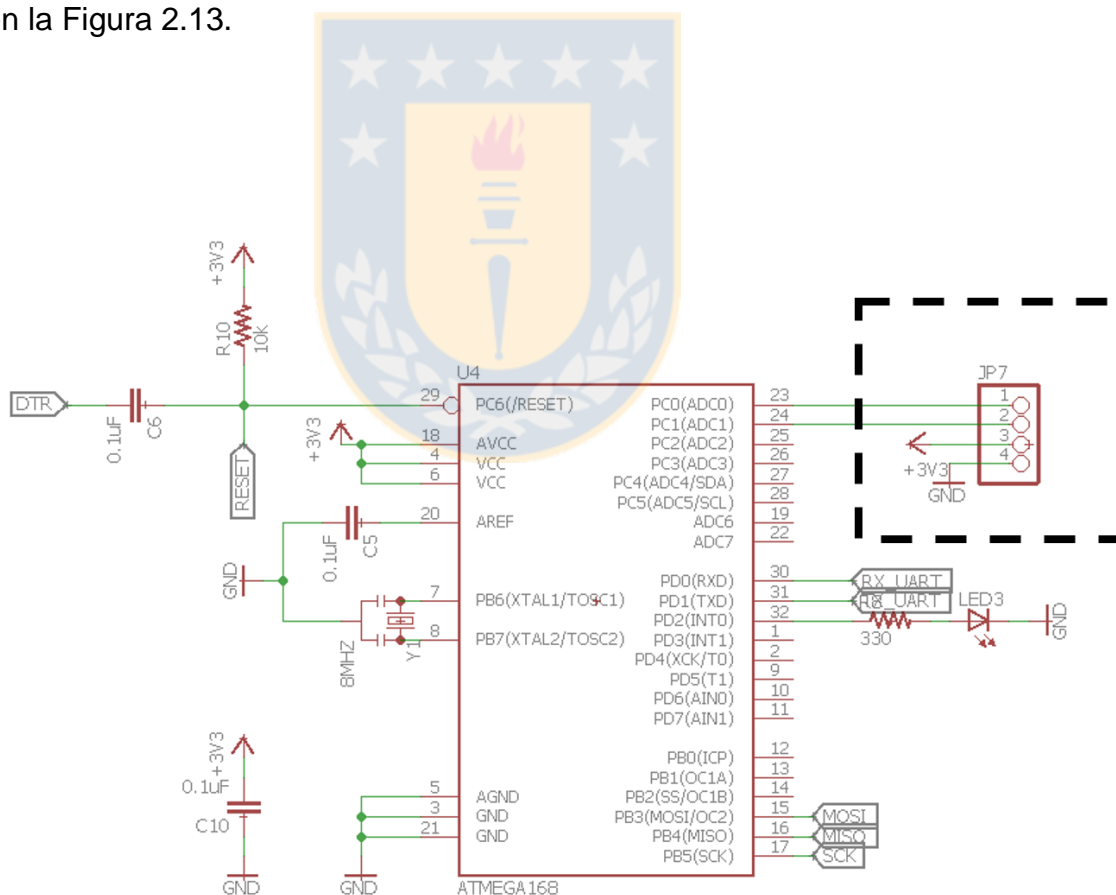 n la Figura 2.13.
+3V3
R10
10k
DTR
0.1uF
C6
RESET
U4
29
PC6(/RESET)
+3V3
18
AVCC
4
VCC
6
VCC
20
AREF
0.1uF
C5
GND
7
PB6(XTAL1/TOSC1)
8
PB7(XTAL2/TOSC2)
8MHZ
Y1
+3V3
0.1uF
C10
GND
5
AGND
3
GND
21
GND
GND
ATMEGA168
PC0(ADC0)
23
PC1(ADC1)
24
PC2(ADC2)
25
PC3(ADC3)
26
PC4(ADC4/SDA)
27
PC5(ADC5/SCL)
28
ADC6
19
ADC7
22
PD0(RXD)
30
RX_UART
PD1(TXD)
31
_UART
PD2(INT0)
32
330
LED3
GND
PD3(INT1)
1
PD4(XCK/T0)
2
PD5(T1)
9
PD6(AIN0)
10
PD7(AIN1)
11
PB0(ICP)
12
PB1(OC1A)
13
PB2(SS/OC1B)
14
PB3(MOSI/OC2)
15
MOSI
PB4(MISO)
16
MISO
PB5(SCK)
17
SCK
JP7
1
2
3
4
+3V3
GND